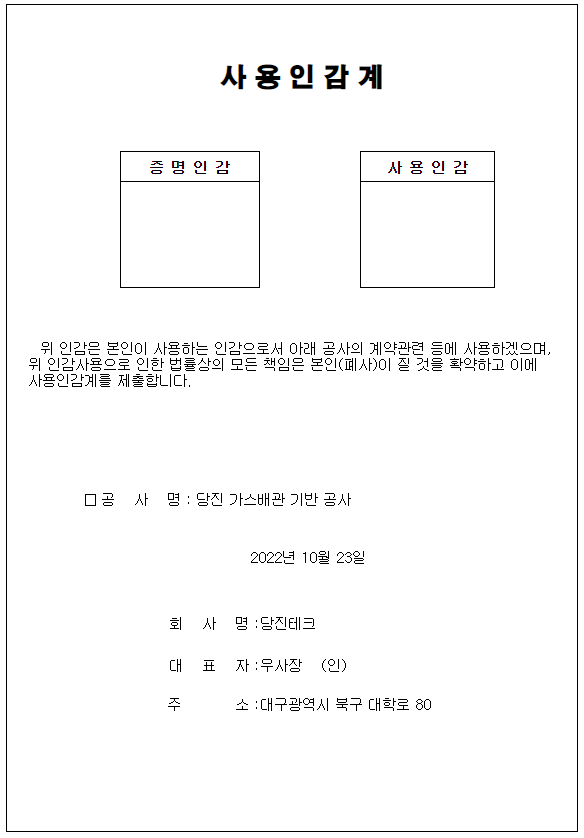 사 용 인 감 계
증 명 인 감
사 용 인 감
위 인감은 본인이 사용하는 인감으로서 아래 공사의 계약관련 등에 사용하겠으며,
위 인감사용으로 인한 법률상의 모든 책임은 본인(폐사)이 질 것을 확약하고 이에
사용인감계를 제출합니다.
□ 공 사 명 : 당진 가스배관 기반 공사
2022년 10월 23일
회 사 명 :당진테크
대 표 자 :우사장 (인)
주 소 :대구광역시 북구 대학로 80